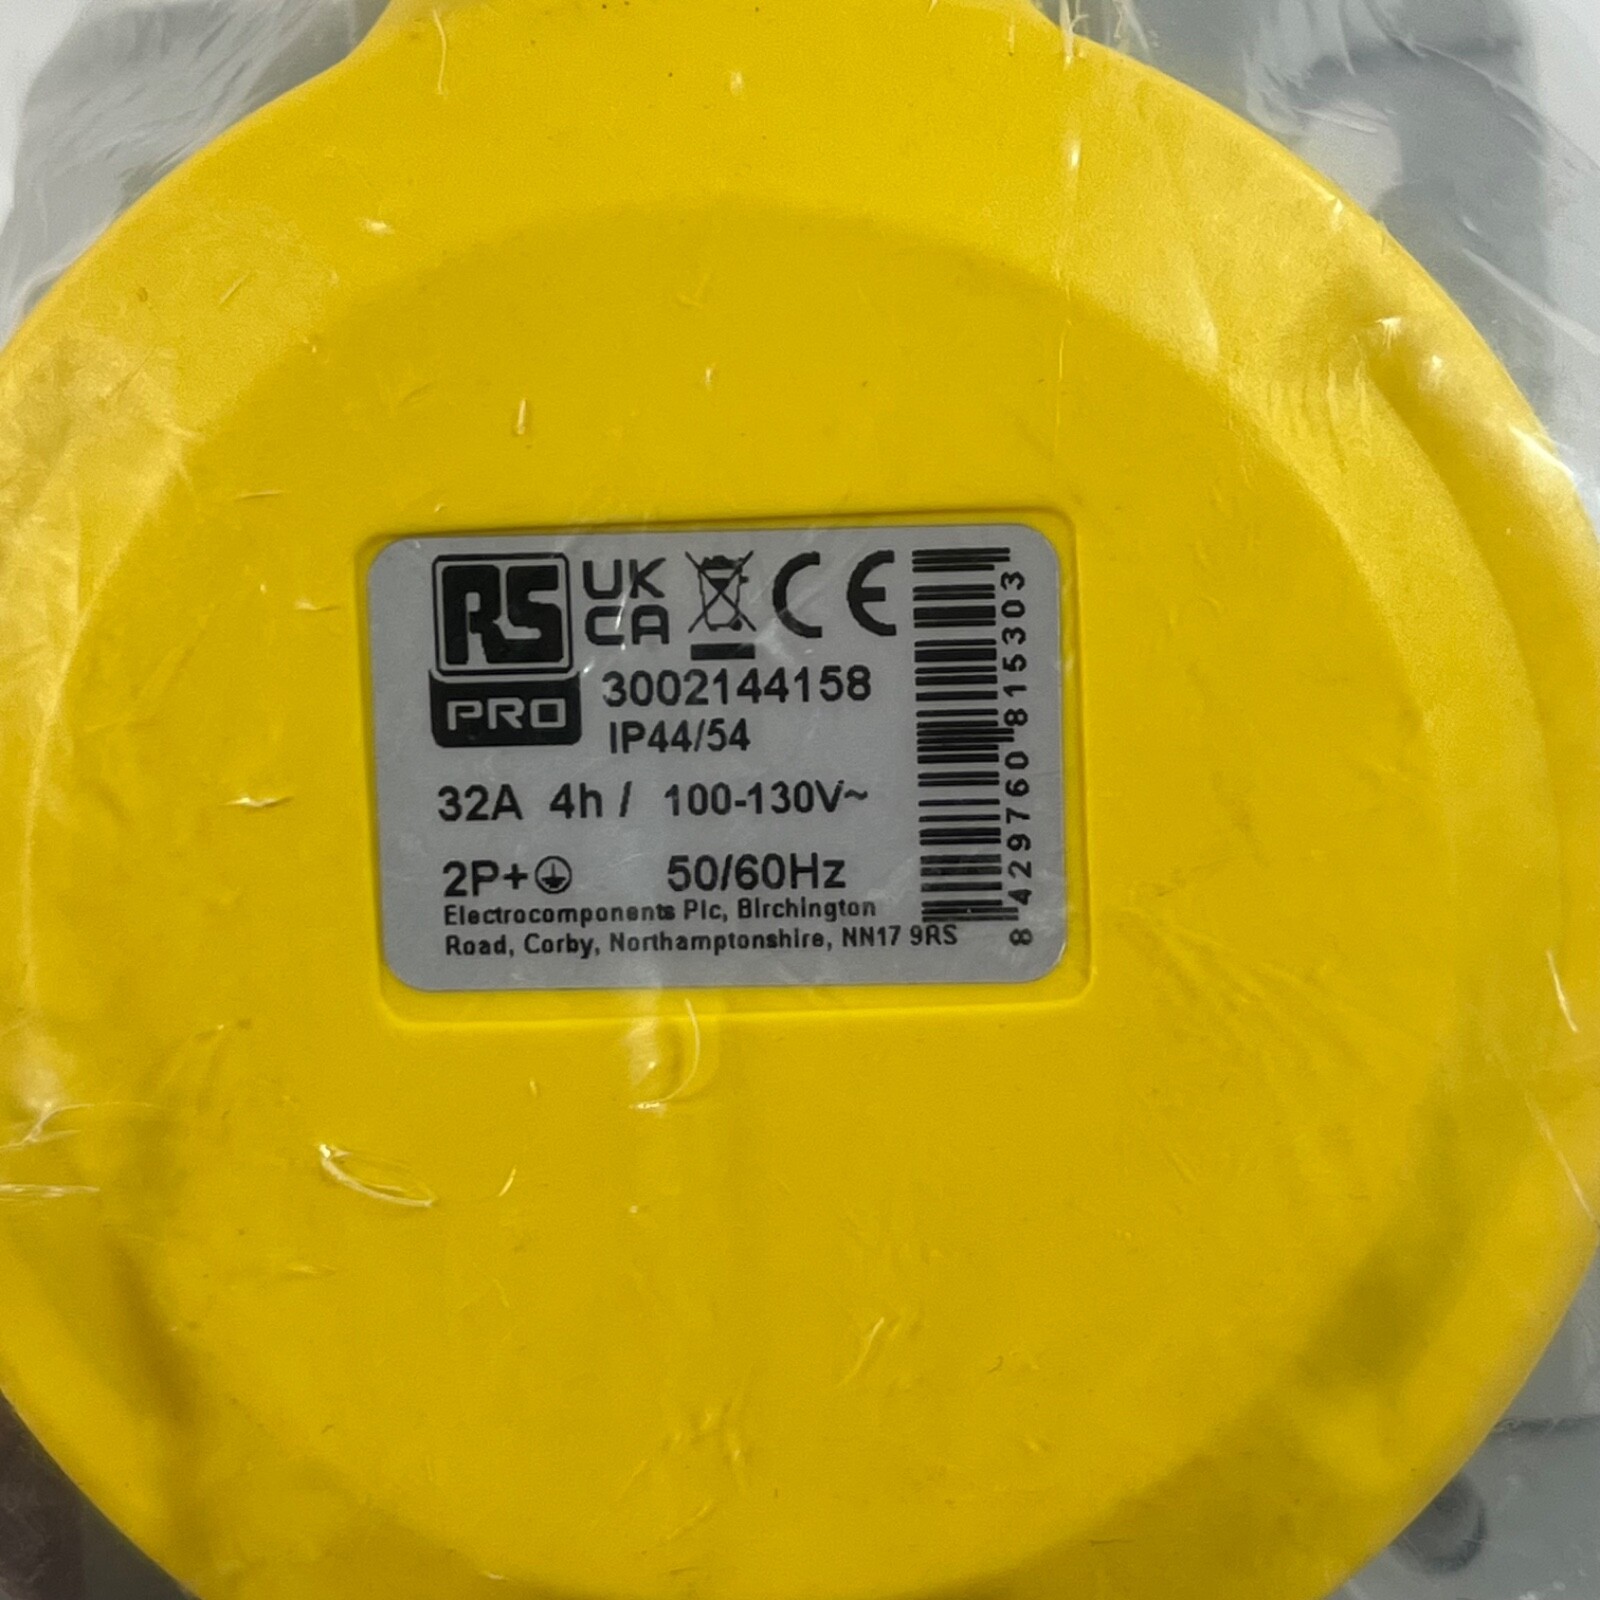 RS
PRO
UK
CA
CE
3002144158
IP44/54
32A 4h / 100-130V~
2P+ 50/60Hz
Electrocomponents Plc, Birchington
Road, Corby, Northamptonshire, NN17 9RS
8 429760 815303